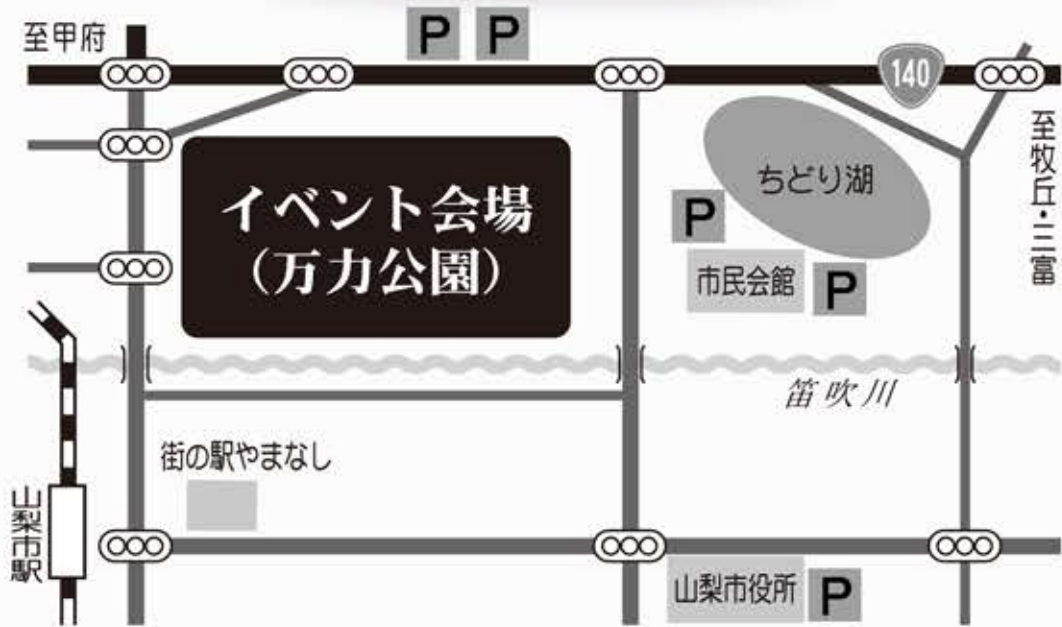 至甲府
P P
140
至牧丘・三富
イベント会場
(万力公園)
ちどり湖
P
市民会館
P
笛吹川
街の駅やまなし
山梨市駅
山梨市役所
P